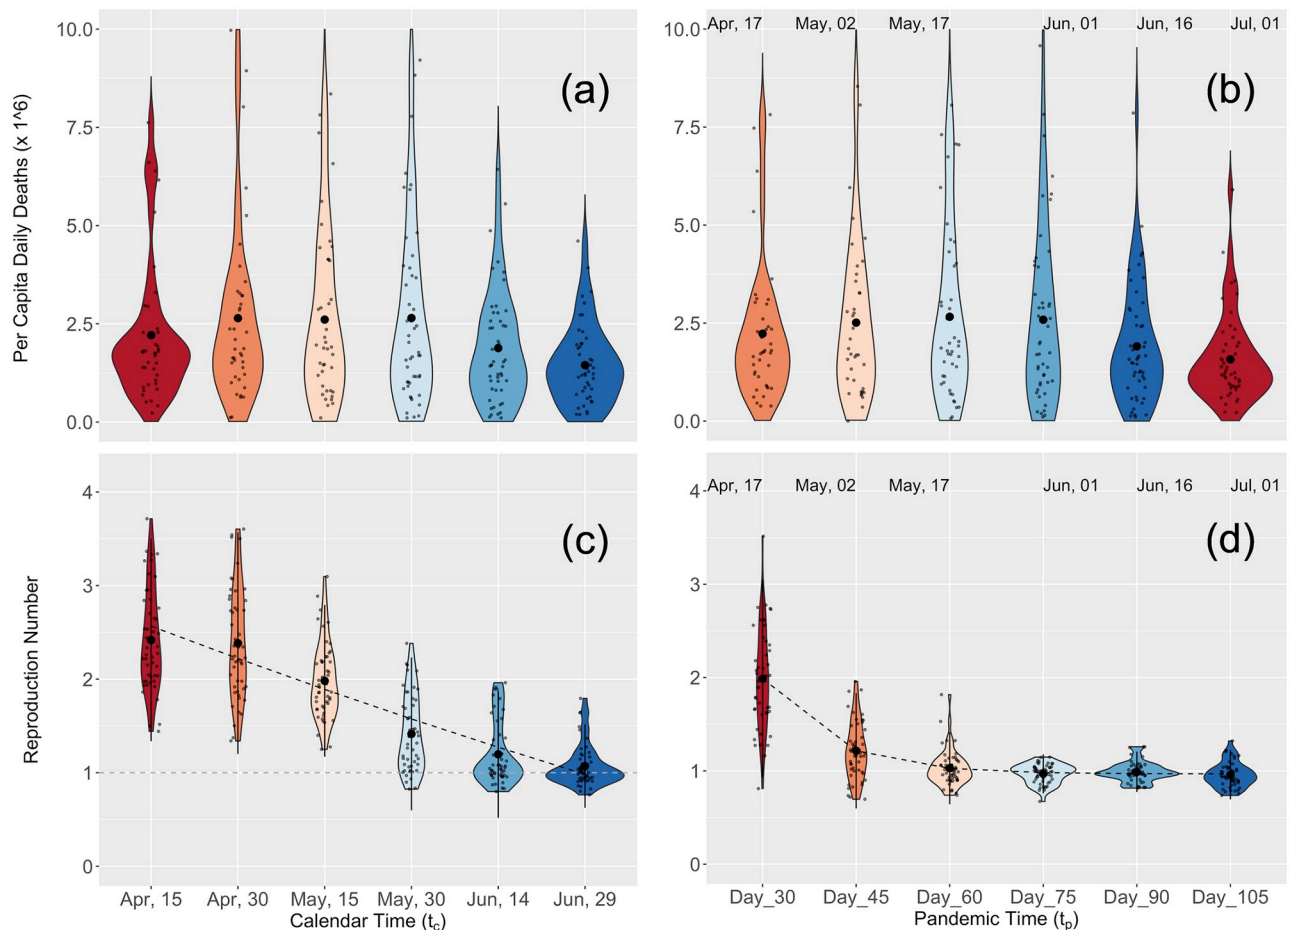 Per Capita Daily Deaths (x 1^6)
10.0
7.5
5.0
2.5
0.0
(a)
Apr, 17 May, 02 May, 17 Jun, 01 Jun, 16 Jul, 01
10.0
7.5
5.0
2.5
0.0
(b)
Reproduction Number
4
3
2
1
0
(c)
Apr, 15 Apr, 30 May, 15 May, 30 Jun, 14 Jun, 29
Calendar Time (tc)
Apr, 17 May, 02 May, 17 Jun, 01 Jun, 16 Jul, 01
4
3
2
1
0
(d)
Day_30 Day_45 Day_60 Day_75 Day_90 Day_105
Pandemic Time (tp)